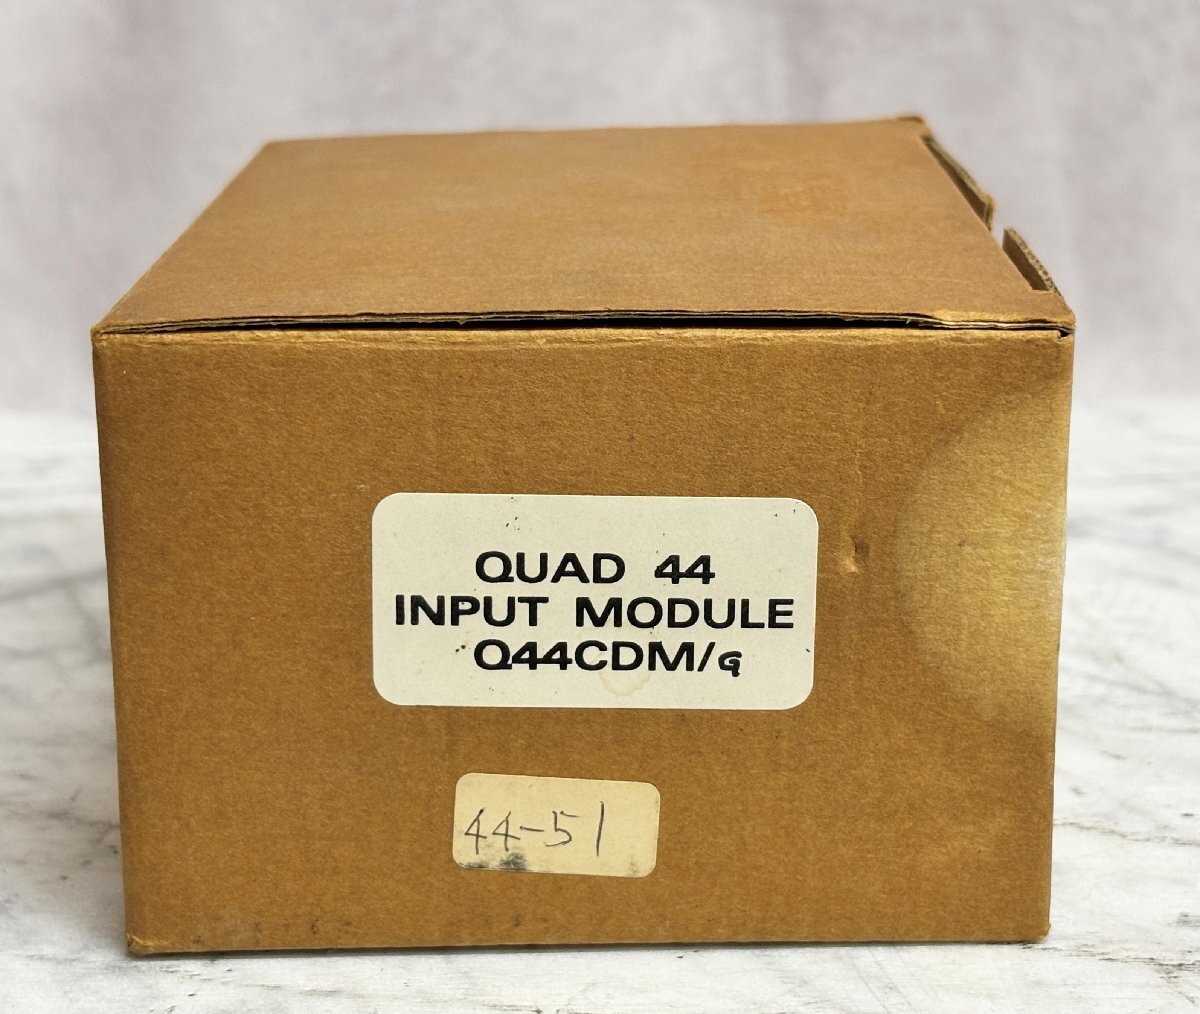 QUAD 44
INPUT MODULE
Q44CDM/G
44-51